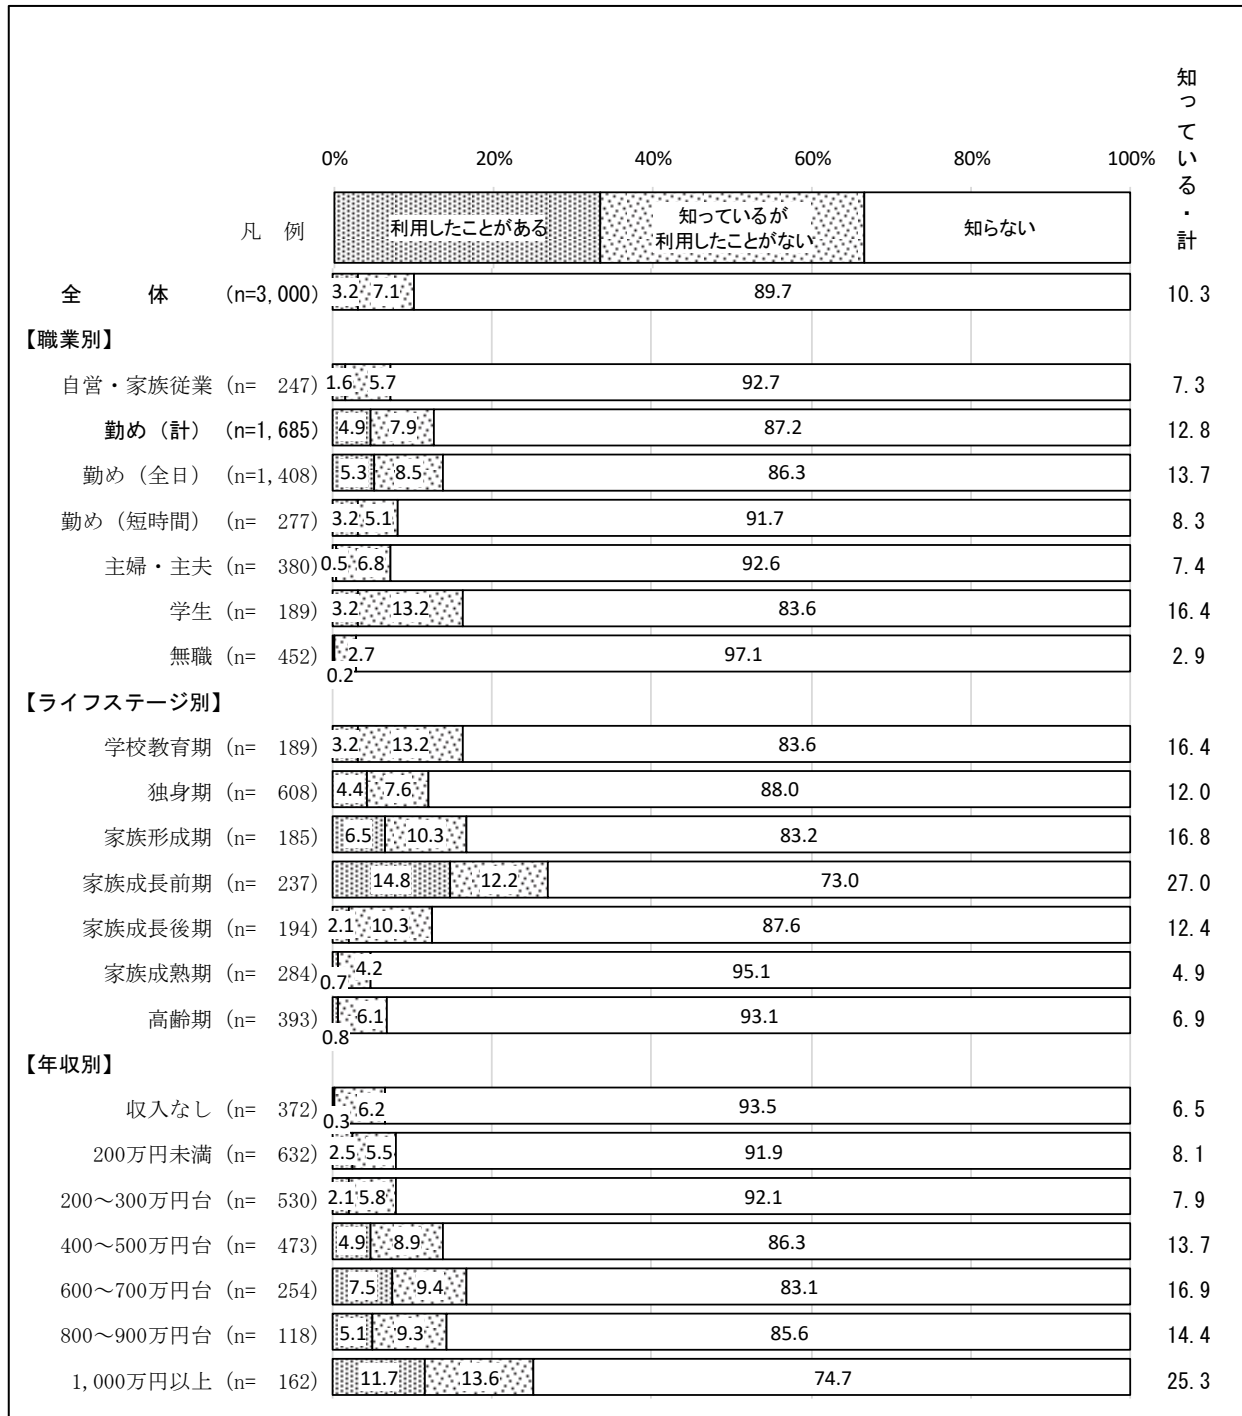 知っている・計
0% 20% 40% 60% 80% 100%
凡 例 利用したことがある 知っているが 知らない
利用したことがない
全 体 (n=3,000) 3.2 7.1 89.7 10.3
【職業別】
自営・家族従業 (n= 247) 1.6 5.7 92.7 7.3
勤め（計） (n=1,685) 4.9 7.9 87.2 12.8
勤め（全日） (n=1,408) 5.3 8.5 86.3 13.7
勤め（短時間） (n= 277) 3.2 5.1 91.7 8.3
主婦・主夫 (n= 380) 0.5 6.8 92.6 7.4
学生 (n= 189) 3.2 13.2 83.6 16.4
無職 (n= 452) 0.2 2.7 97.1 2.9
【ライフステージ別】
学校教育期 (n= 189) 3.2 13.2 83.6 16.4
独身期 (n= 608) 4.4 7.6 88.0 12.0
家族形成期 (n= 185) 6.5 10.3 83.2 16.8
家族成長前期 (n= 237) 14.8 12.2 73.0 27.0
家族成長後期 (n= 194) 2.1 10.3 87.6 12.4
家族成熟期 (n= 284) 0.7 4.2 95.1 4.9
高齢期 (n= 393) 0.8 6.1 93.1 6.9
【年収別】
収入なし (n= 372) 0.3 6.2 93.5 6.5
200万円未満 (n= 632) 2.5 5.5 91.9 8.1
200～300万円台 (n= 530) 2.1 5.8 92.1 7.9
400～500万円台 (n= 473) 4.9 8.9 86.3 13.7
600～700万円台 (n= 254) 7.5 9.4 83.1 16.9
800～900万円台 (n= 118) 5.1 9.3 85.6 14.4
1,000万円以上 (n= 162) 11.7 13.6 74.7 25.3